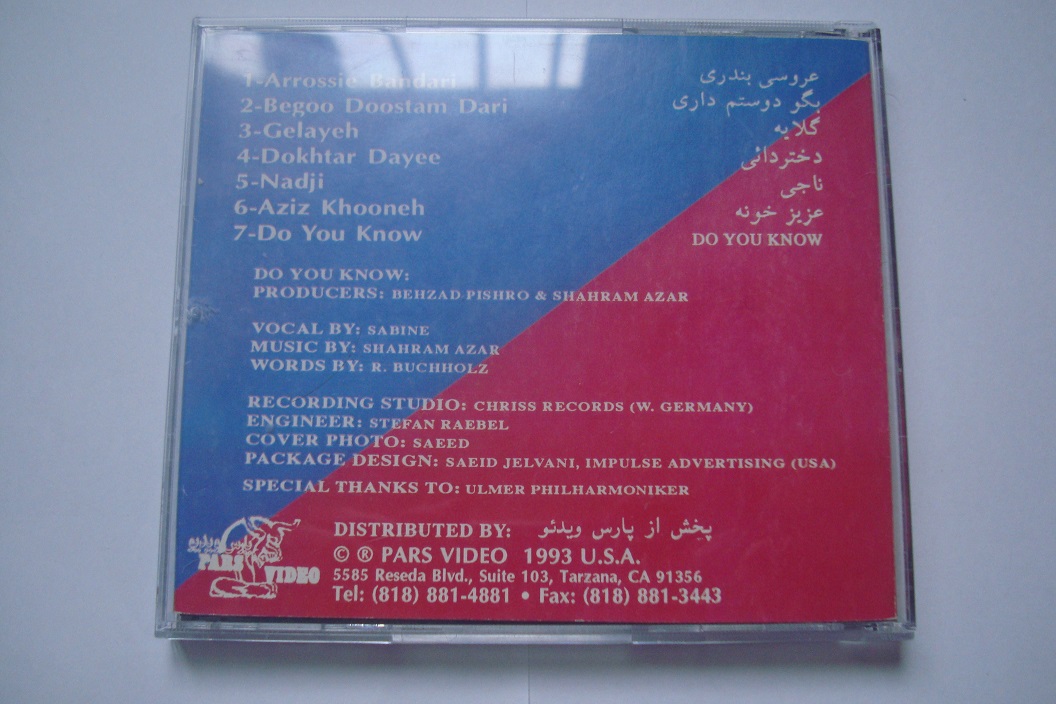 1-Arrossie Bandari عروسی بندری
2-Begoo Doostam Dari بگو دوستم داری
3-Gelayeh گلایه
4-Dokhtar Dayee دختردائی
5-Nadji ناجی
6-Aziz Khooneh عزیز خونه
7-Do You Know DO YOU KNOW
DO YOU KNOW:
PRODUCERS: BEHZAD PISHRO & SHAHRAM AZAR
VOCAL BY: SABINE
MUSIC BY: SHAHRAM AZAR
WORDS BY: R. BUCHHOLZ
RECORDING STUDIO: CHRISS RECORDS (W. GERMANY)
ENGINEER: STEFAN RAEBEL
COVER PHOTO: SAEED
PACKAGE DESIGN: SAEID JELVANI, IMPULSE ADVERTISING (USA)
SPECIAL THANKS TO: ULMER PHILHARMONIKER
DISTRIBUTED BY: پخش از پارس ویدئو
© ® PARS VIDEO 1993 U.S.A.
5585 Reseda Blvd., Suite 103, Tarzana, CA 91356
Tel: (818) 881-4881 • Fax: (818) 881-3443
PARS VIDEO